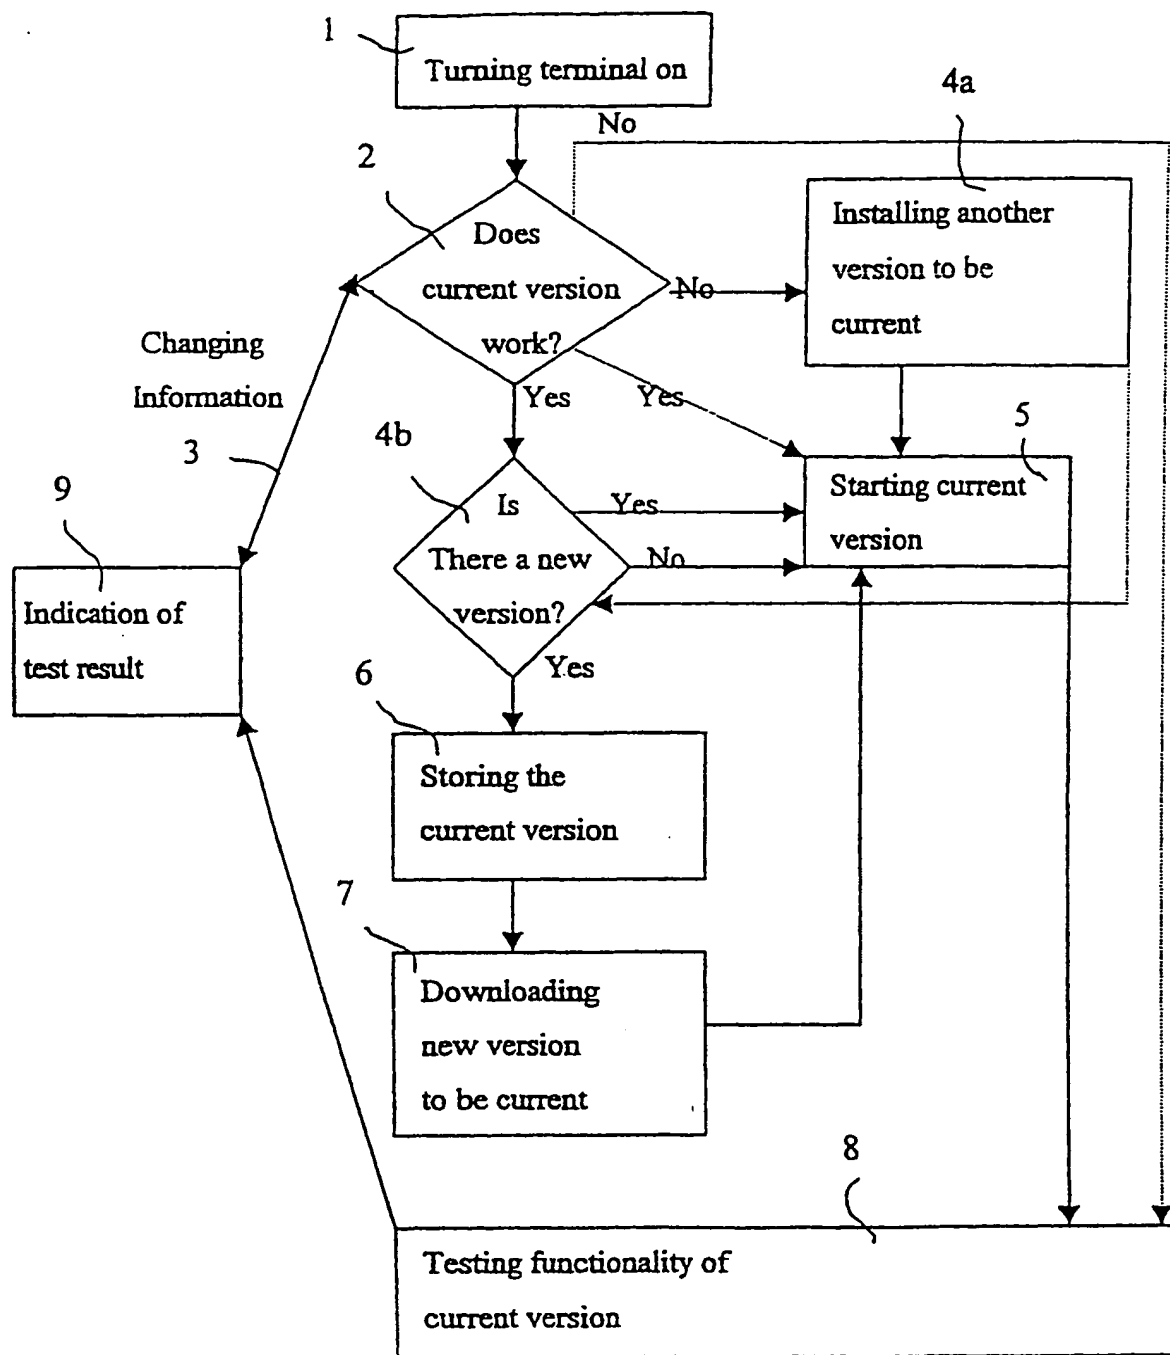 1
Turning terminal on
No
4a
2
Does
current version
work?
No
Installing another
version to be
current
Changing
Information
3
Yes
Yes
4b
5
Is
There a new
version?
Yes
No
Starting current
version
9
Indication of
test result
Yes
6
Storing the
current version
7
Downloading
new version
to be current
8
Testing functionality of
current version